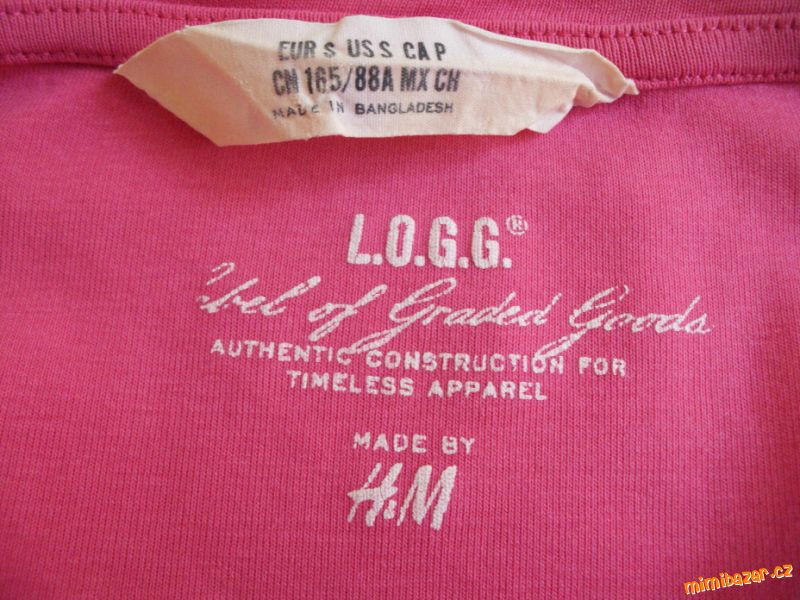 EUR S US S CA P
CN 165/88A MX CH
MADE IN BANGLADESH
L.O.G.G.®
Label of Graded Goods
AUTHENTIC CONSTRUCTION FOR
TIMELESS APPAREL
MADE BY
H&M
mimibazar.cz